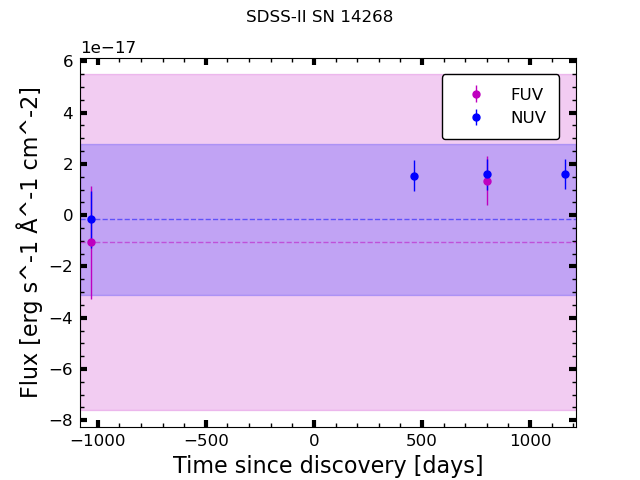 SDSS-II SN 14268
1e−17
6
4
2
0
−2
−4
−6
−8
Flux [erg s^-1 Å^-1 cm^-2]
FUV
NUV
−1000
−500
0
500
1000
Time since discovery [days]